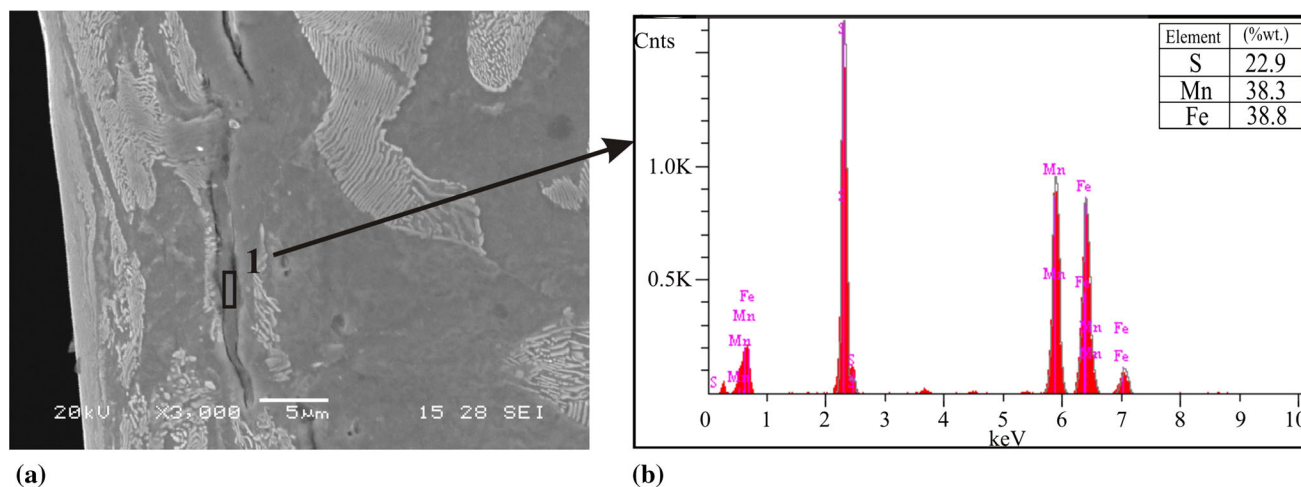 1
20kV X3,000 5μm 15 28 SEI
(a)
Cnts
1.0K
0.5K
S
S
S
S
S
Mn
Mn
Mn
Mn
Mn
Mn
Mn
Fe
Fe
Fe
Fe
Fe
0 1 2 3 4 5 6 7 8 9 10
keV
Element (%wt.)
S 22.9
Mn 38.3
Fe 38.8
(b)